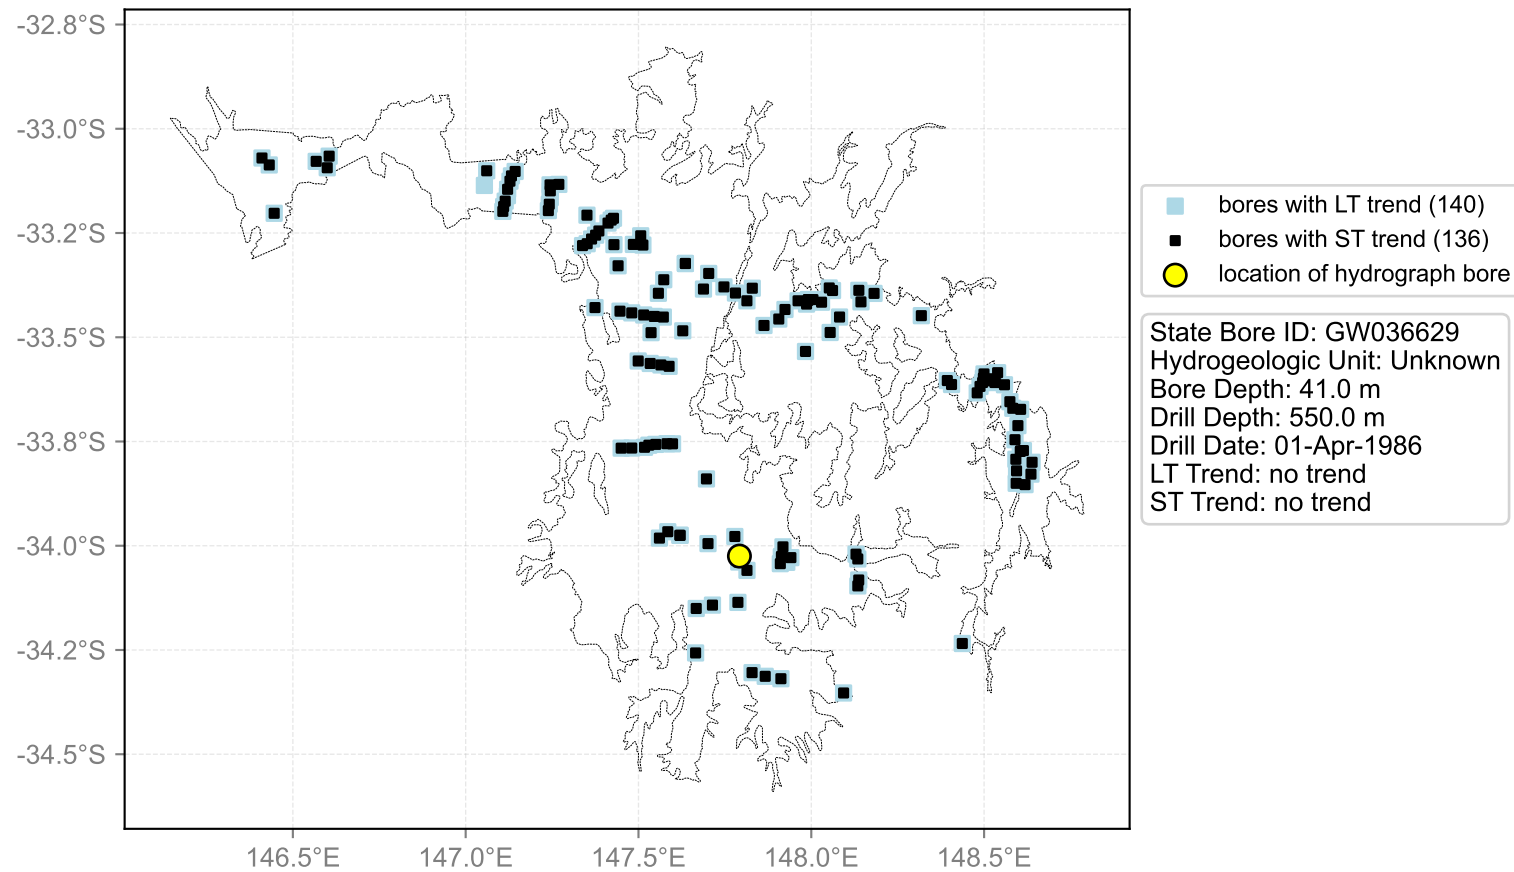 -32.8°S
-33.0°S
-33.2°S
-33.5°S
-33.8°S
-34.0°S
-34.2°S
-34.5°S
146.5°E
147.0°E
147.5°E
148.0°E
148.5°E
bores with LT trend (140)
bores with ST trend (136)
location of hydrograph bore
State Bore ID: GW036629
Hydrogeologic Unit: Unknown
Bore Depth: 41.0 m
Drill Depth: 550.0 m
Drill Date: 01-Apr-1986
LT Trend: no trend
ST Trend: no trend